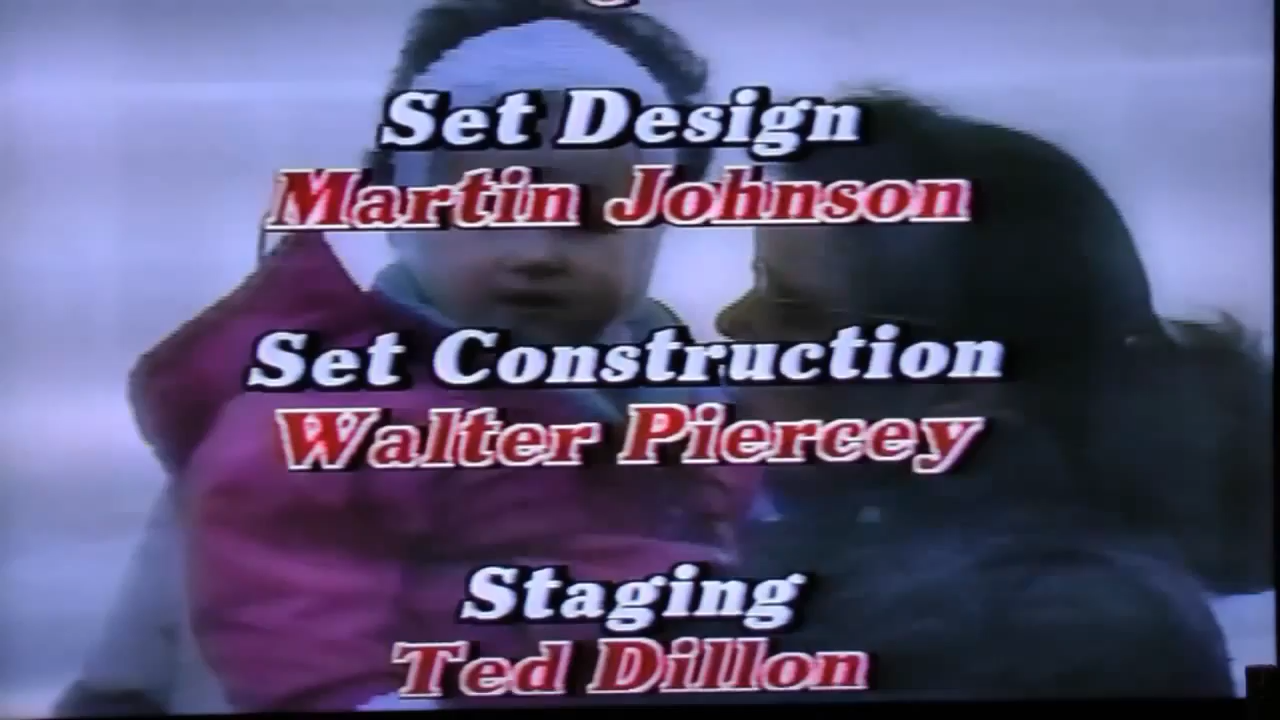 Set Design
Martin Johnson
Set Construction
Walter Piercey
Staging
Ted Dillon